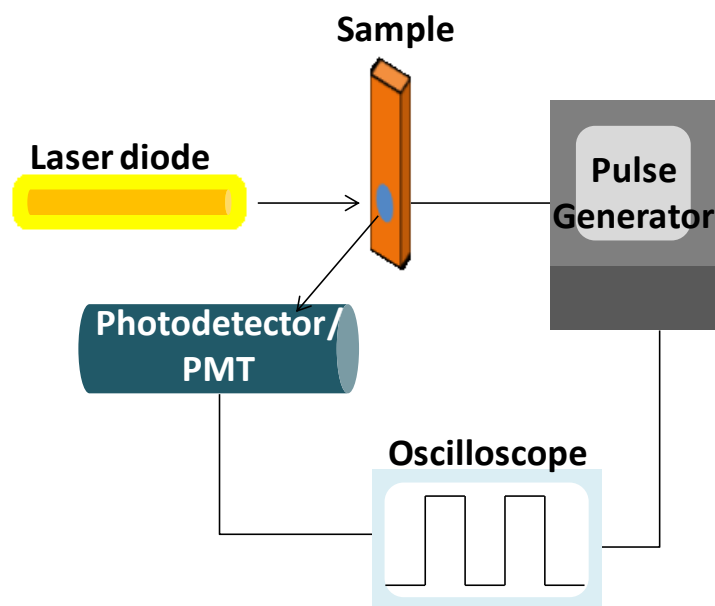 Sample
Laser diode
Pulse
Generator
Photodetector/
PMT
Oscilloscope